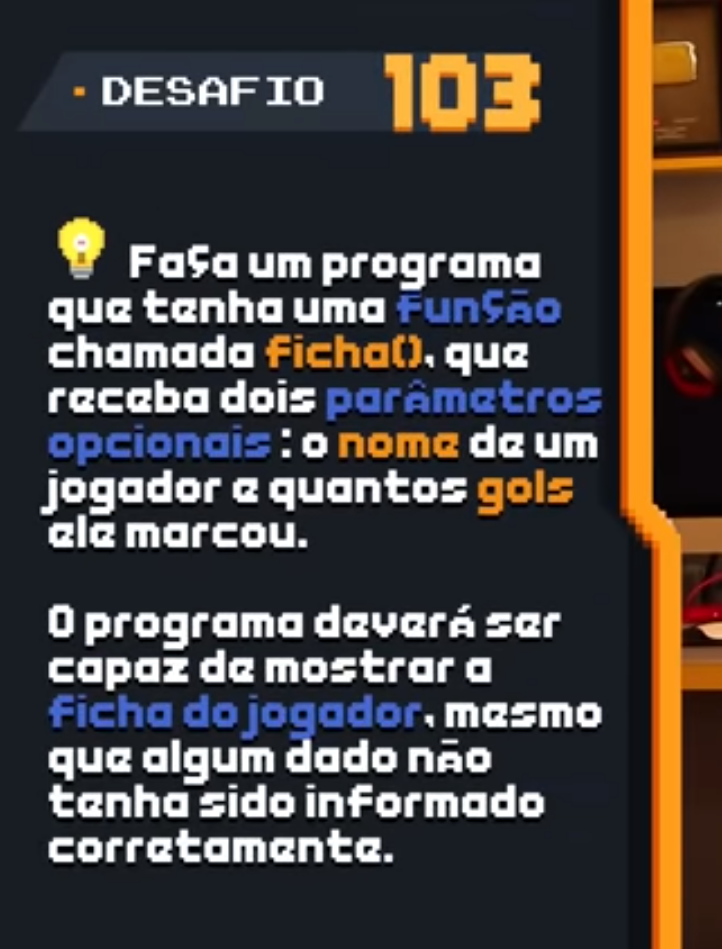 DESAFIO 103
Faça um programa
que tenha uma função
chamada ficha(), que
receba dois parâmetros
opcionais: o nome de um
jogador e quantos gols
ele marcou.
O programa deverá ser
capaz de mostrar a
ficha do jogador, mesmo
que algum dado não
tenha sido informado
corretamente.